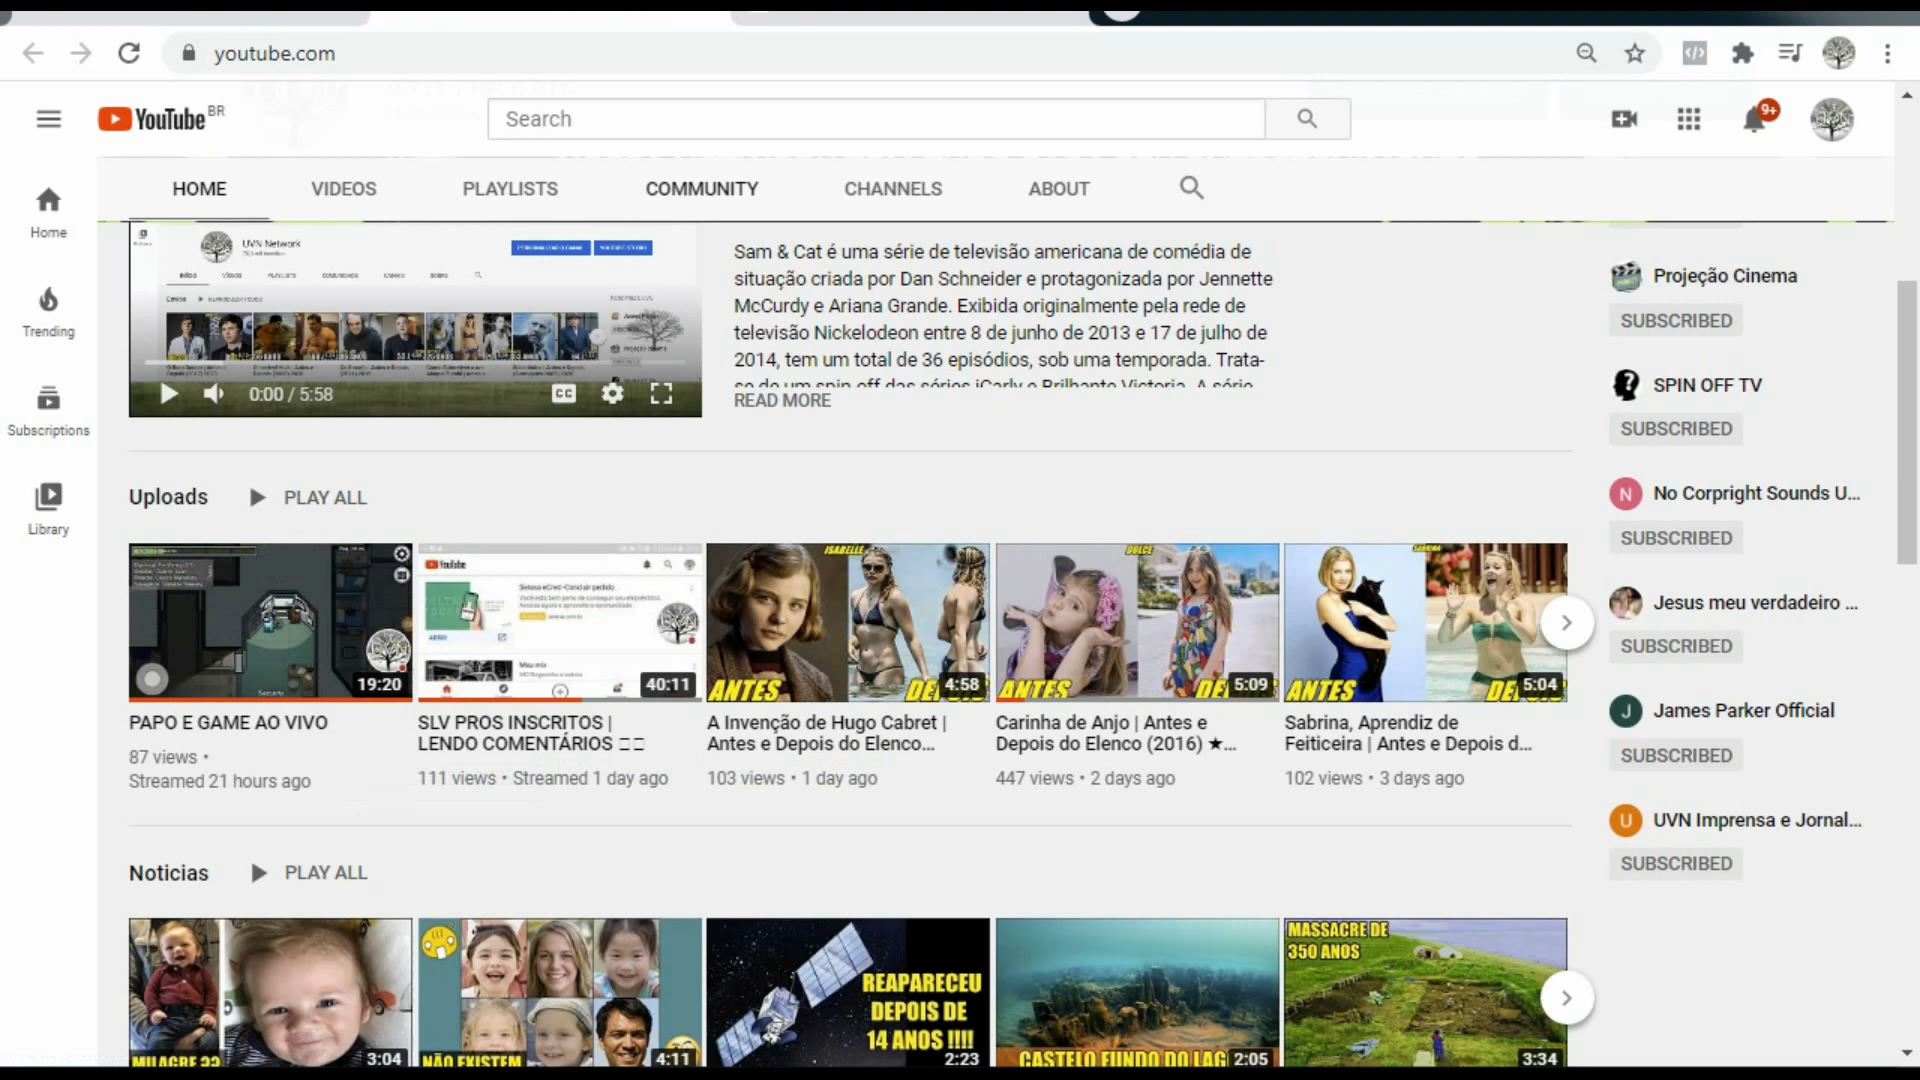 youtube.com
YouTube BR
Search
9+
HOME VIDEOS PLAYLISTS COMMUNITY CHANNELS ABOUT
Home
Trending
Subscriptions
Library
UVN Network
0:00 / 5:58
CC
Sam & Cat é uma série de televisão americana de comédia de
situação criada por Dan Schneider e protagonizada por Jennette
McCurdy e Ariana Grande. Exibida originalmente pela rede de
televisão Nickelodeon entre 8 de junho de 2013 e 17 de julho de
2014, tem um total de 36 episódios, sob uma temporada. Trata-
se de um spin off das séries iCarly e Brilhante Victoria. A série
READ MORE
Uploads PLAY ALL
Security
19:20
PAPO E GAME AO VIVO
87 views •
Streamed 21 hours ago
YouTube
Meu mix
40:11
SLV PROS INSCRITOS |
LENDO COMENTÁRIOS
111 views • Streamed 1 day ago
ISABELLE
ANTES
4:58
A Invenção de Hugo Cabret |
Antes e Depois do Elenco...
103 views • 1 day ago
DULCE
ANTES
5:09
Carinha de Anjo | Antes e
Depois do Elenco (2016) ★...
447 views • 2 days ago
SABRINA
ANTES
5:04
Sabrina, Aprendiz de
Feiticeira | Antes e Depois d...
102 views • 3 days ago
Noticias PLAY ALL
MILAGRE ??
3:04
NÃO EXISTEM
4:11
REAPARECEU
DEPOIS DE
14 ANOS !!!!
2:23
CASTELO FUNDO DO LAG
2:05
MASSACRE DE
350 ANOS
3:34
Projeção Cinema
SUBSCRIBED
SPIN OFF TV
SUBSCRIBED
N
No Corpright Sounds U...
SUBSCRIBED
Jesus meu verdadeiro ...
SUBSCRIBED
J
James Parker Official
SUBSCRIBED
U
UVN Imprensa e Jornal...
SUBSCRIBED